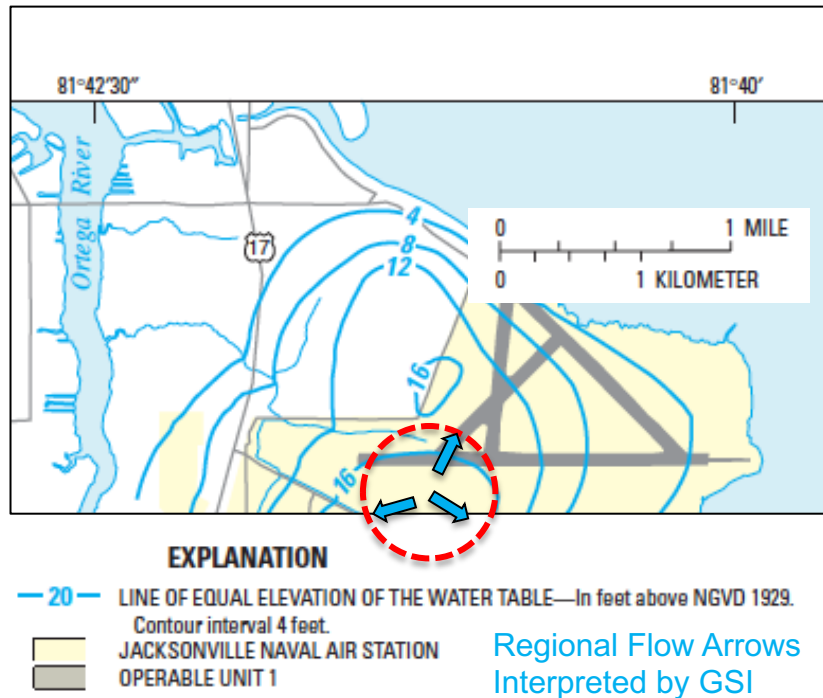 81°42'30"
81°40'
Ortega River
17
4
8
12
16
16
0 1 MILE
0 1 KILOMETER
EXPLANATION
20 LINE OF EQUAL ELEVATION OF THE WATER TABLE—In feet above NGVD 1929.
Contour interval 4 feet.
JACKSONVILLE NAVAL AIR STATION
OPERABLE UNIT 1
Regional Flow Arrows
Interpreted by GSI